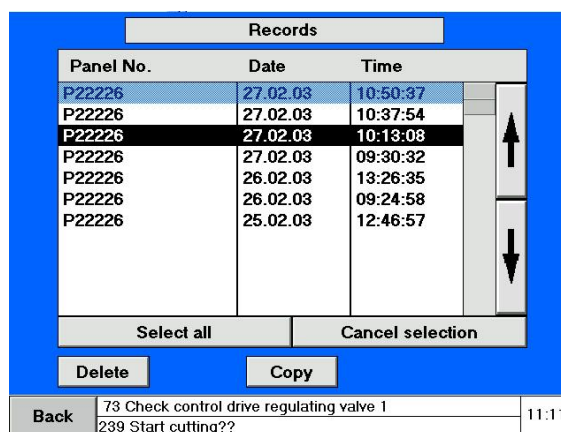 Records
Panel No. Date Time
P22226 27.02.03 10:50:37
P22226 27.02.03 10:37:54
P22226 27.02.03 10:13:08
P22226 27.02.03 09:30:32
P22226 26.02.03 13:26:35
P22226 26.02.03 09:24:58
P22226 25.02.03 12:46:57
Select all Cancel selection
Delete Copy
Back 73 Check control drive regulating valve 1
239 Start cutting??